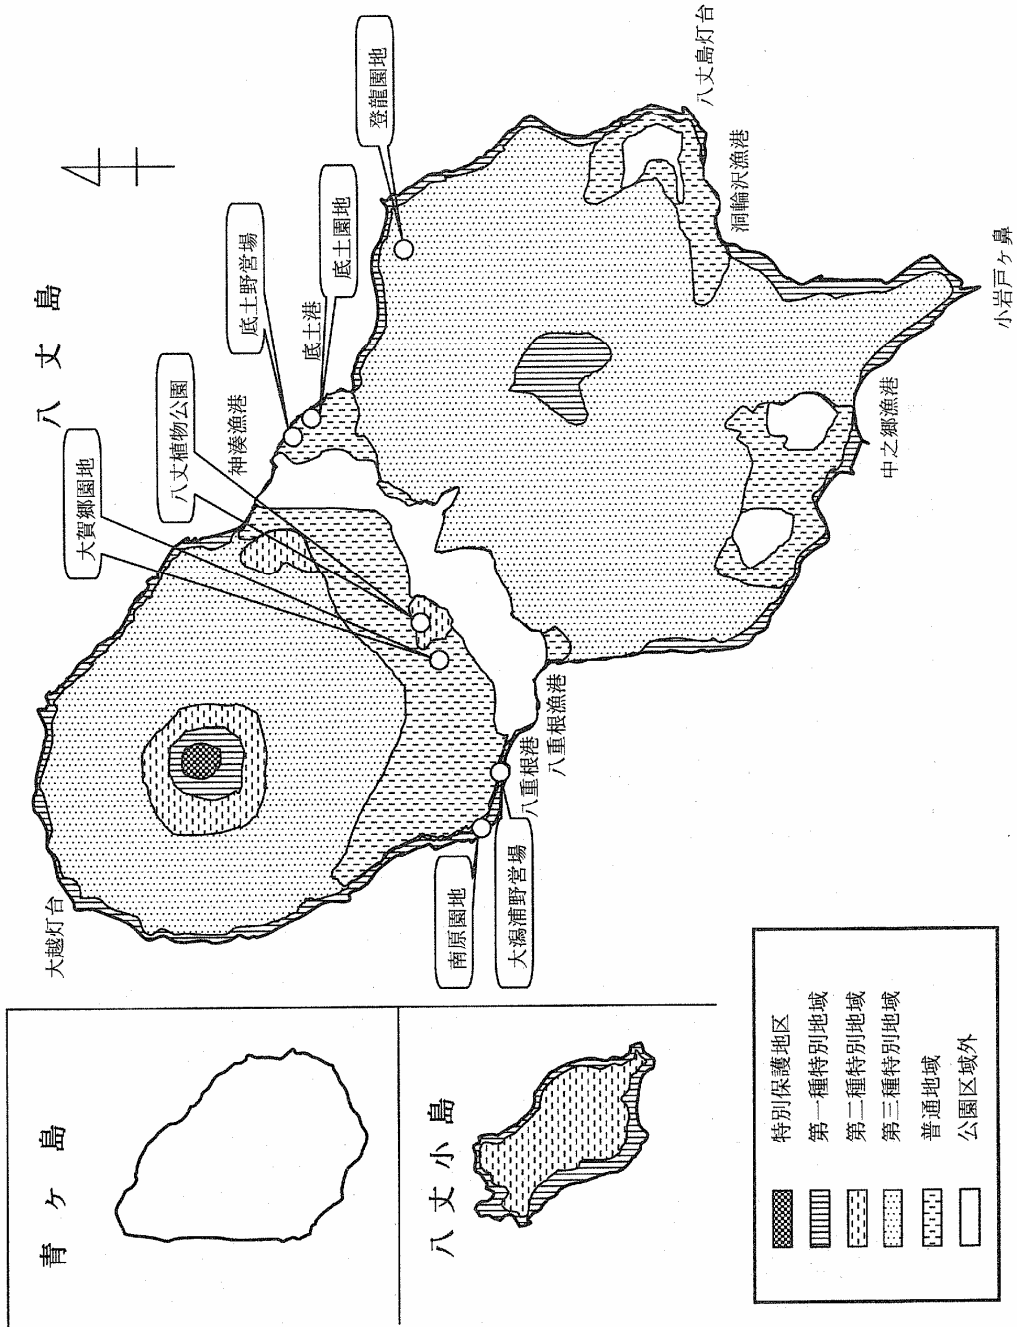 八丈島
青ヶ島
八丈小島
大越灯台
大賀郷園地
八丈植物公園
神湊漁港
底土野営場
底土港
底土園地
登龍園地
八丈島灯台
洞輪沢漁港
小岩戸ヶ鼻
中之郷漁港
八重根漁港
八重根港
大潟浦野営場
南原園地
特別保護地区
第一種特別地域
第二種特別地域
第三種特別地域
普通地域
公園区域外